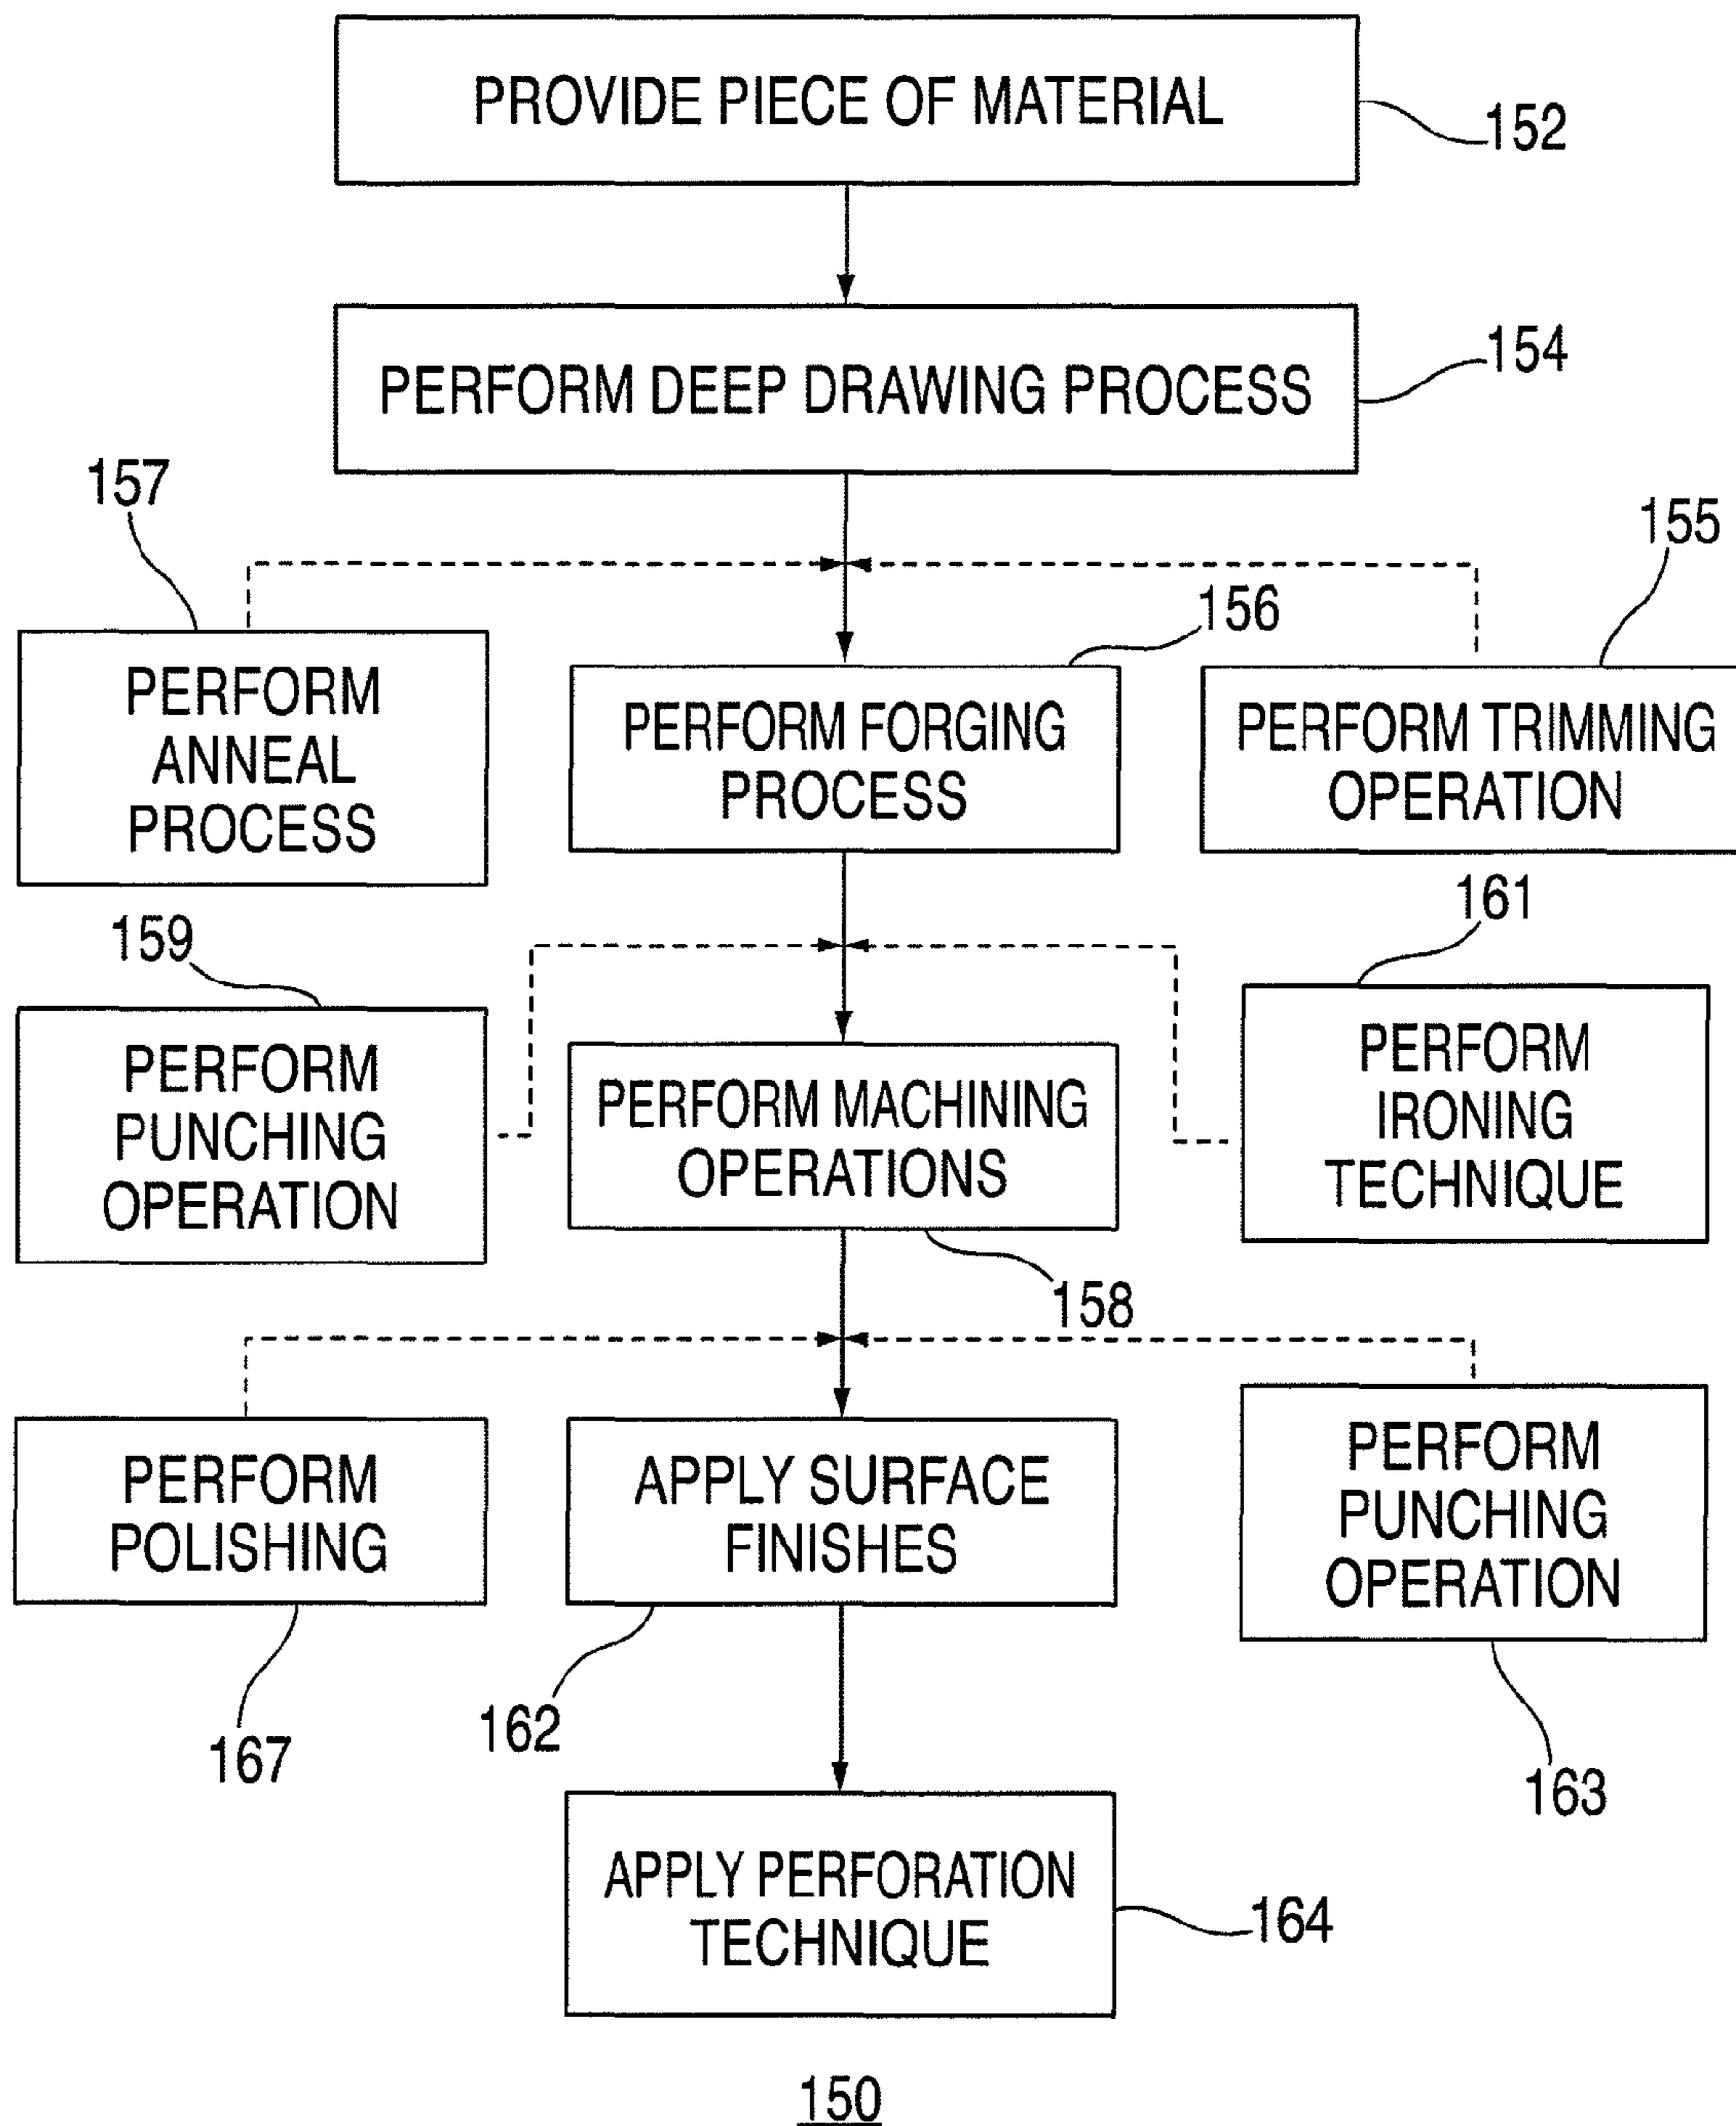 PROVIDE PIECE OF MATERIAL
152
PERFORM DEEP DRAWING PROCESS
154
157
155
156
PERFORM
ANNEAL
PROCESS
PERFORM FORGING
PROCESS
PERFORM TRIMMING
OPERATION
159
161
PERFORM
PUNCHING
OPERATION
PERFORM MACHINING
OPERATIONS
158
PERFORM
IRONING
TECHNIQUE
PERFORM
POLISHING
167
APPLY SURFACE
FINISHES
162
PERFORM
PUNCHING
OPERATION
163
APPLY PERFORATION
TECHNIQUE
164
150